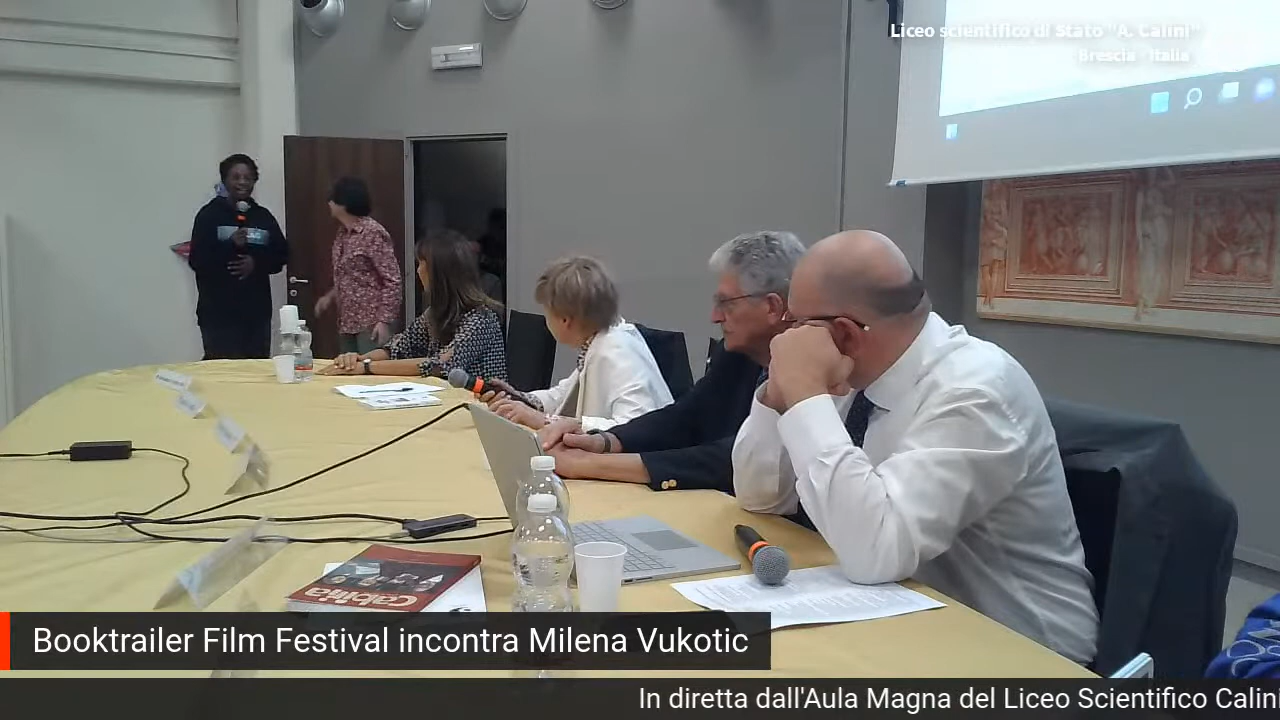 Liceo scientifico di Stato "A. Calini"
Brescia - Italia
Cabiria
Booktrailer Film Festival incontra Milena Vukotic
In diretta dall'Aula Magna del Liceo Scientifico Calini